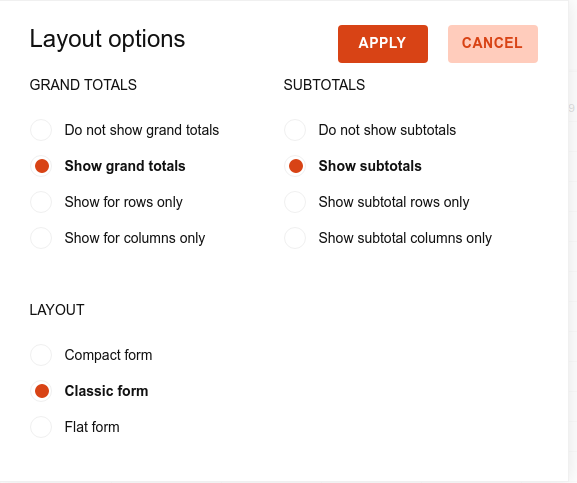 Layout options
APPLY
CANCEL
GRAND TOTALS
Do not show grand totals
Show grand totals
Show for rows only
Show for columns only
SUBTOTALS
Do not show subtotals
Show subtotals
Show subtotal rows only
Show subtotal columns only
LAYOUT
Compact form
Classic form
Flat form
9